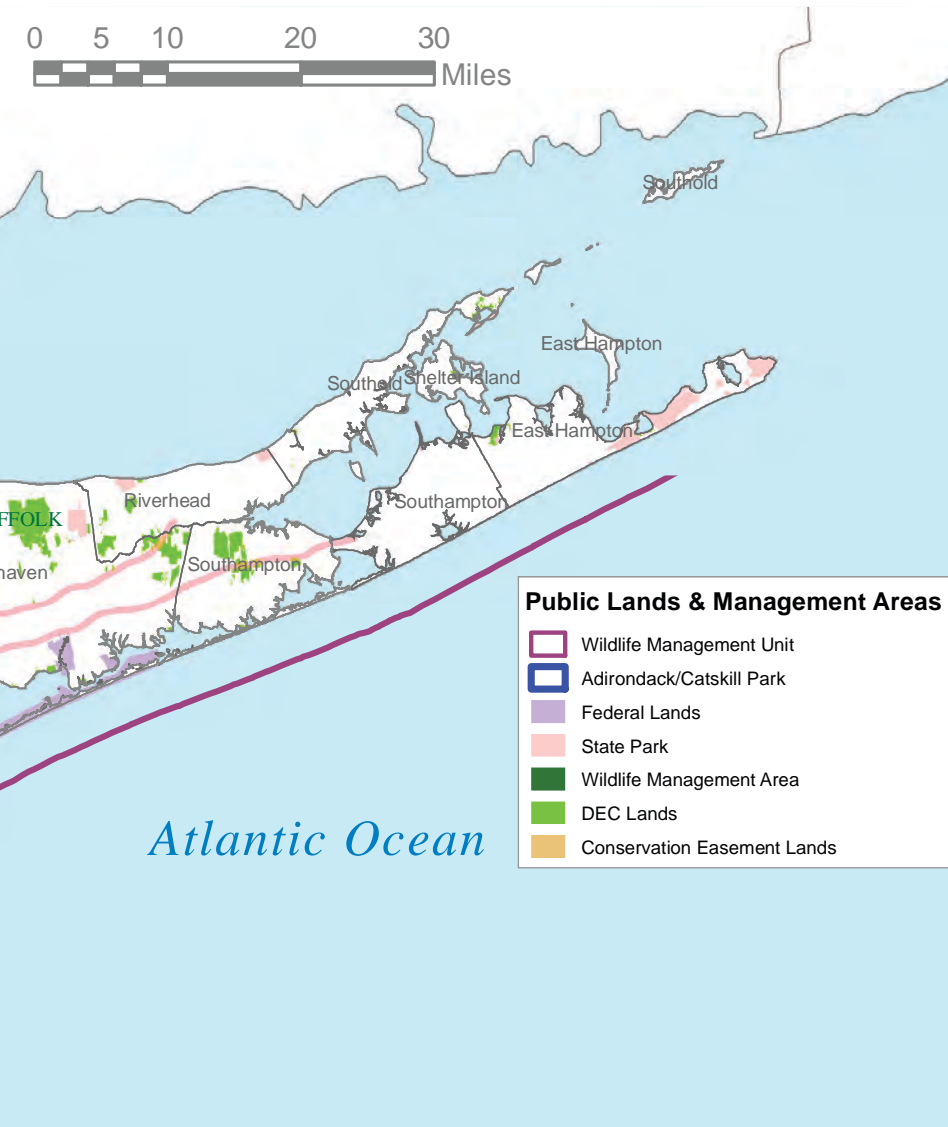 0 5 10 20 30
Miles
Southold
East Hampton
Southold
Shelter Island
East Hampton
Riverhead
Southampton
FFOLK
Southampton
haven
Public Lands & Management Areas
Wildlife Management Unit
Adirondack/Catskill Park
Federal Lands
State Park
Wildlife Management Area
DEC Lands
Conservation Easement Lands
Atlantic Ocean